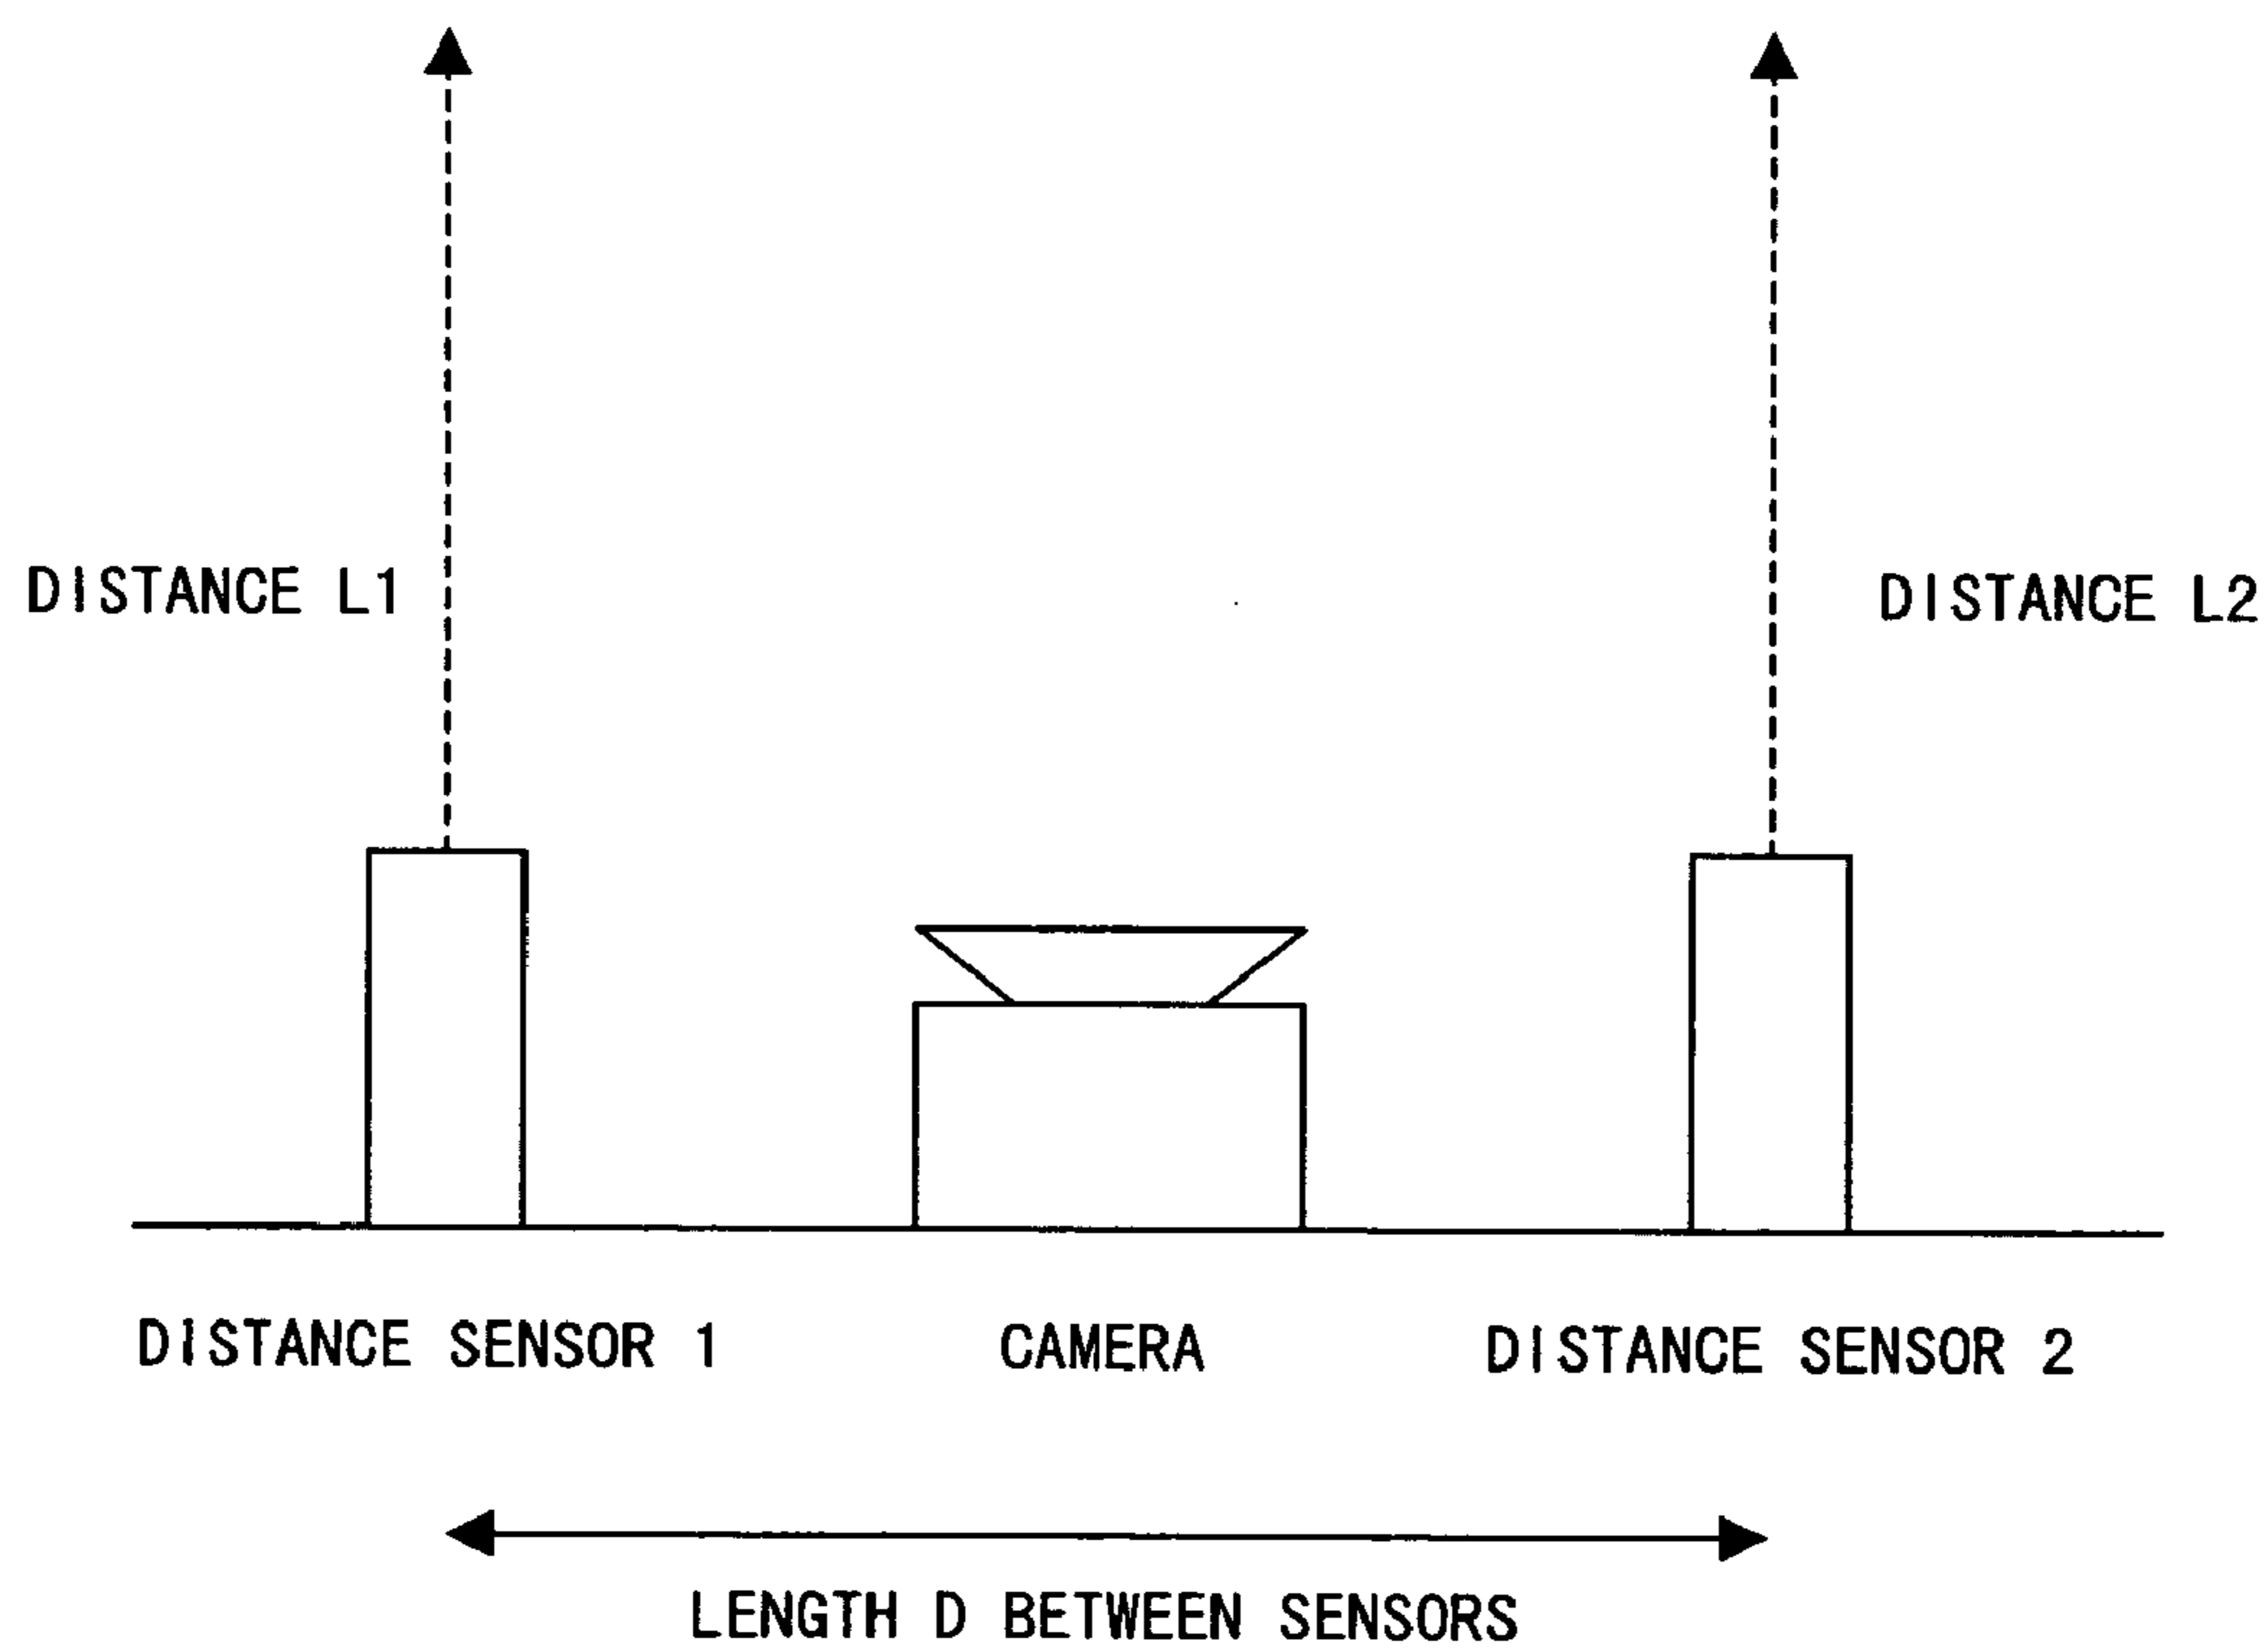 DISTANCE L1
DISTANCE L2
DISTANCE SENSOR 1
CAMERA
DISTANCE SENSOR 2
LENGTH D BETWEEN SENSORS